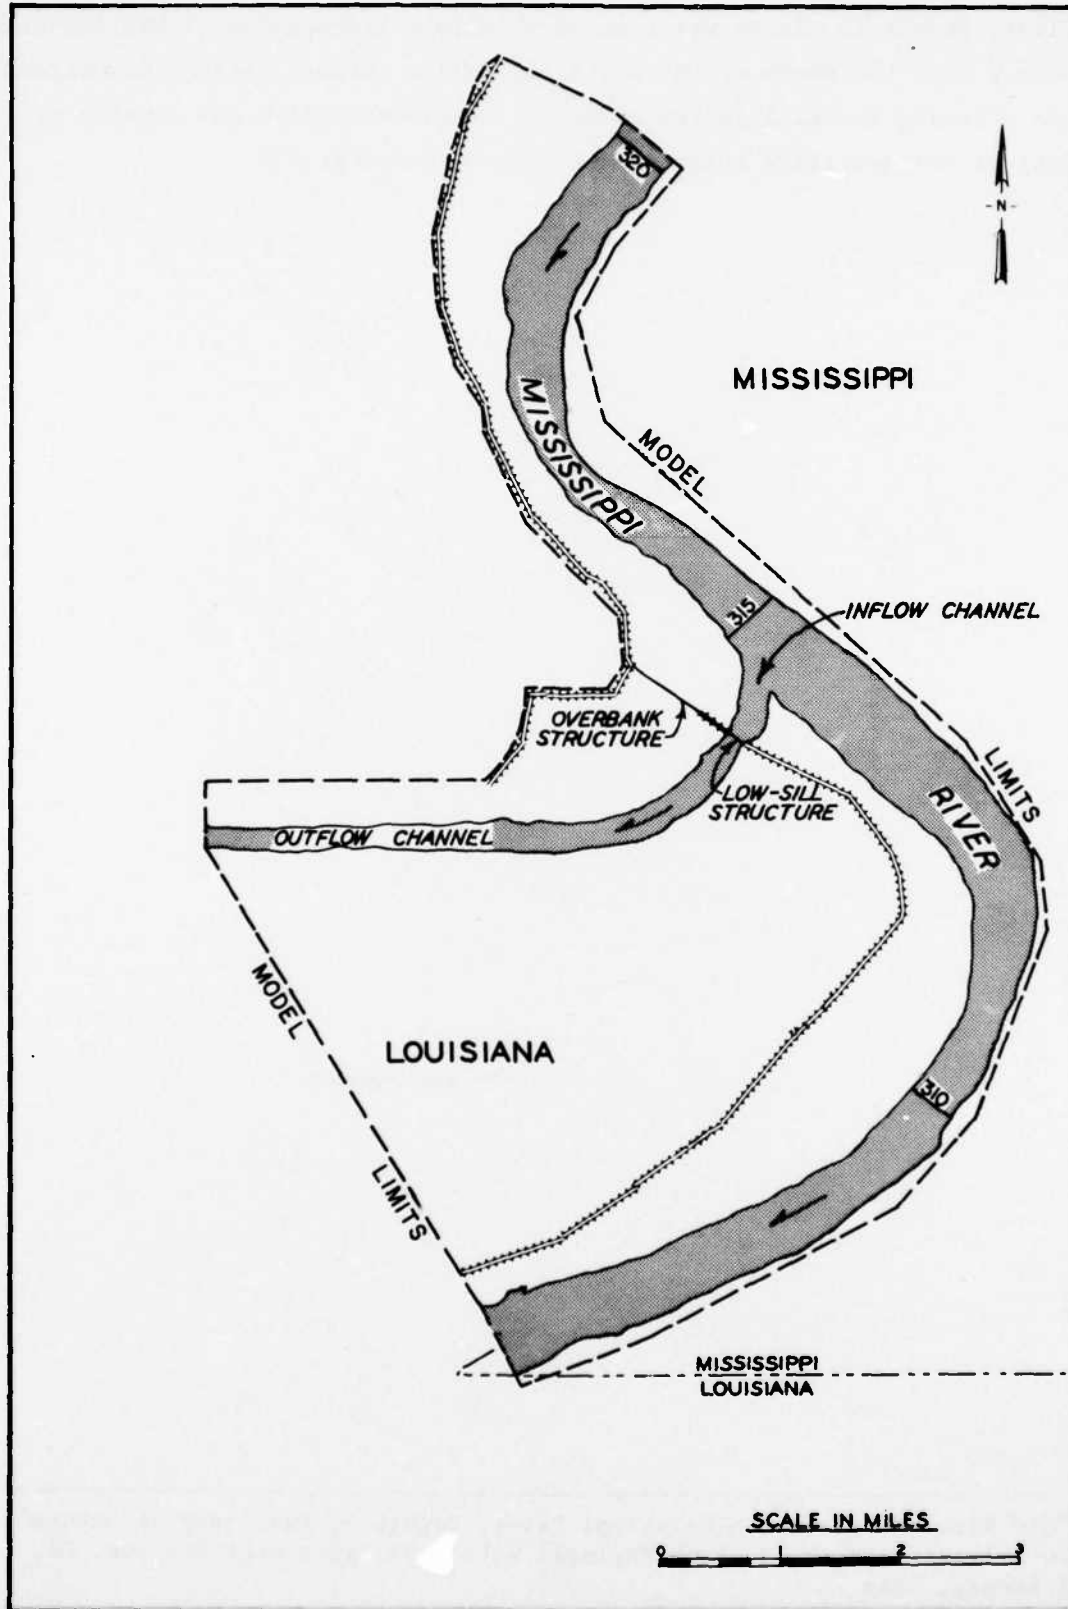 320
- N -
MISSISSIPPI
MISSISSIPPI
MODEL
315
INFLOW CHANNEL
OVERBANK
STRUCTURE
LOW-SILL
STRUCTURE
LIMITS
RIVER
OUTFLOW CHANNEL
MODEL
LOUISIANA
310
LIMITS
MISSISSIPPI
LOUISIANA
SCALE IN MILES
0 1 2 3